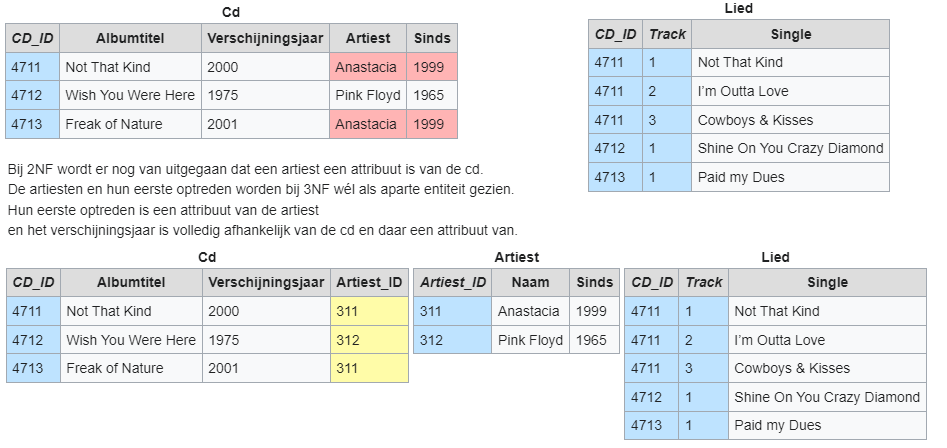 Cd
CD_ID Albumtitel Verschijningsjaar Artiest Sinds
4711 Not That Kind 2000 Anastacia 1999
4712 Wish You Were Here 1975 Pink Floyd 1965
4713 Freak of Nature 2001 Anastacia 1999
Lied
CD_ID Track Single
4711 1 Not That Kind
4711 2 I’m Outta Love
4711 3 Cowboys & Kisses
4712 1 Shine On You Crazy Diamond
4713 1 Paid my Dues
Bij 2NF wordt er nog van uitgegaan dat een artiest een attribuut is van de cd.
De artiesten en hun eerste optreden worden bij 3NF wél als aparte entiteit gezien.
Hun eerste optreden is een attribuut van de artiest
en het verschijningsjaar is volledig afhankelijk van de cd en daar een attribuut van.
Cd
CD_ID Albumtitel Verschijningsjaar Artiest_ID
4711 Not That Kind 2000 311
4712 Wish You Were Here 1975 312
4713 Freak of Nature 2001 311
Artiest
Artiest_ID Naam Sinds
311 Anastacia 1999
312 Pink Floyd 1965
Lied
CD_ID Track Single
4711 1 Not That Kind
4711 2 I’m Outta Love
4711 3 Cowboys & Kisses
4712 1 Shine On You Crazy Diamond
4713 1 Paid my Dues